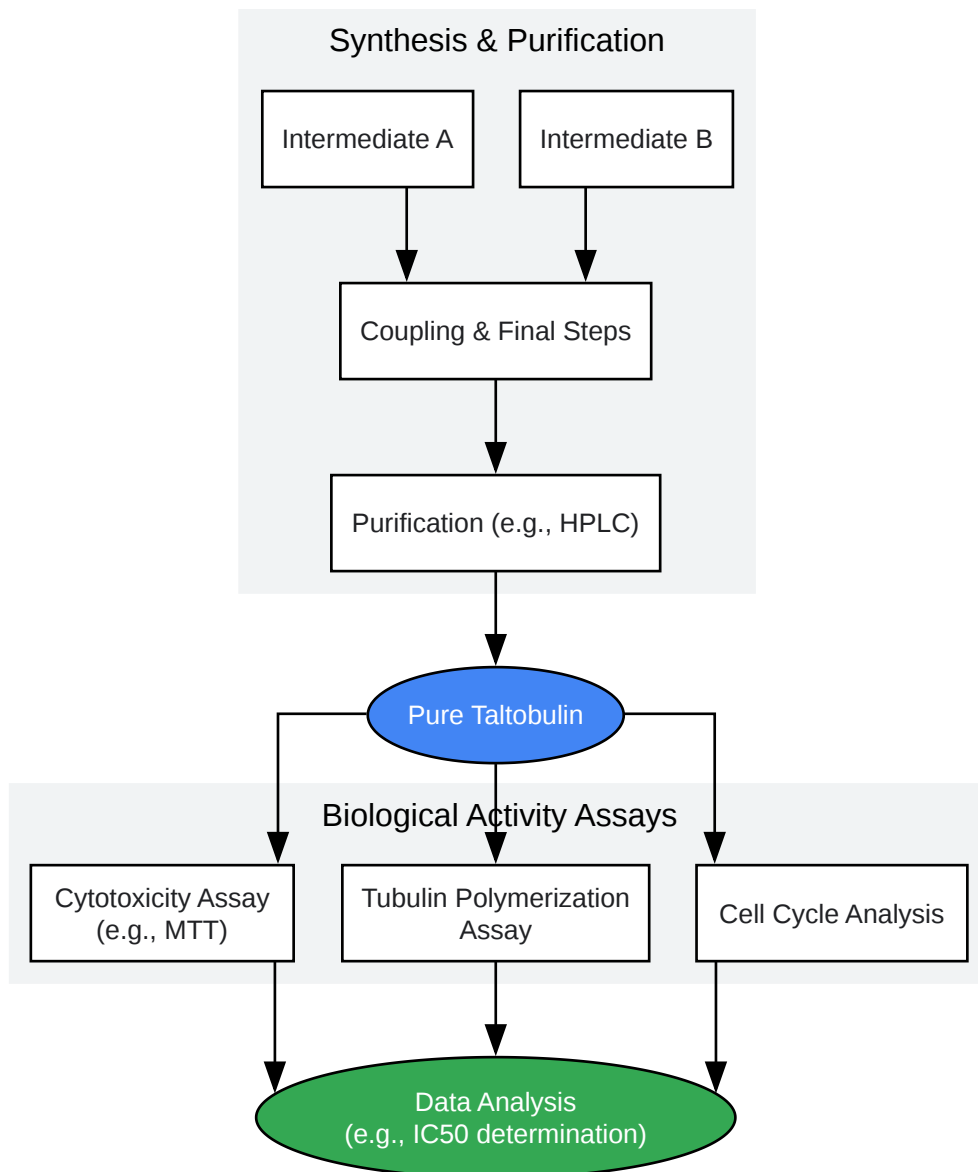 Synthesis & Purification
Intermediate A
Intermediate B
Coupling & Final Steps
Purification (e.g., HPLC)
Pure Taltobulin
Biological Activity Assays
Cytotoxicity Assay
(e.g., MTT)
Tubulin Polymerization
Assay
Cell Cycle Analysis
Data Analysis
(e.g., IC50 determination)